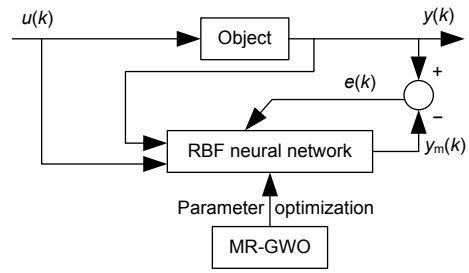 u(k)
y(k)
Object
+
e(k)
−
RBF neural network
ym(k)
Parameter optimization
MR-GWO